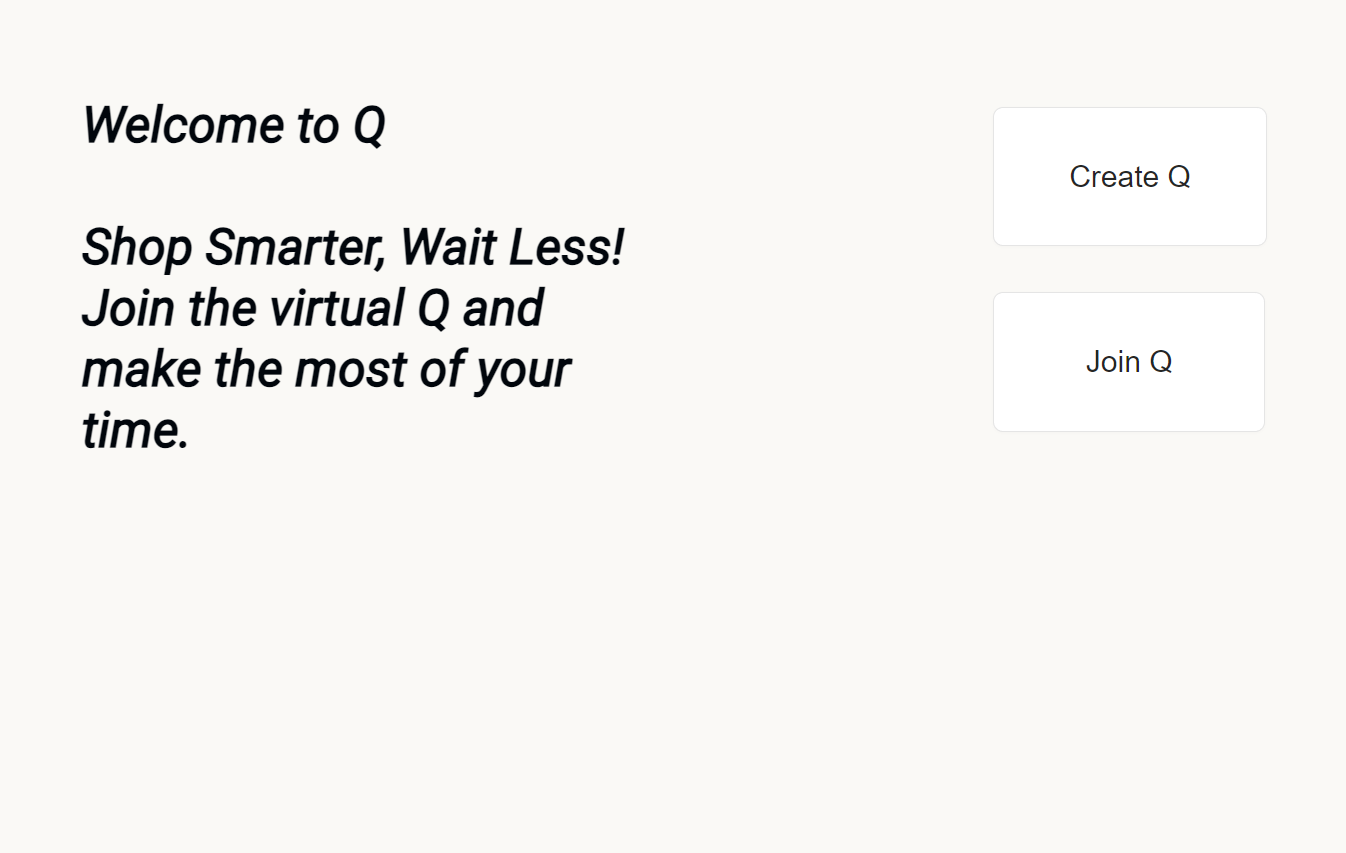 Welcome to Q
Shop Smarter, Wait Less!
Join the virtual Q and
make the most of your
time.
Create Q
Join Q